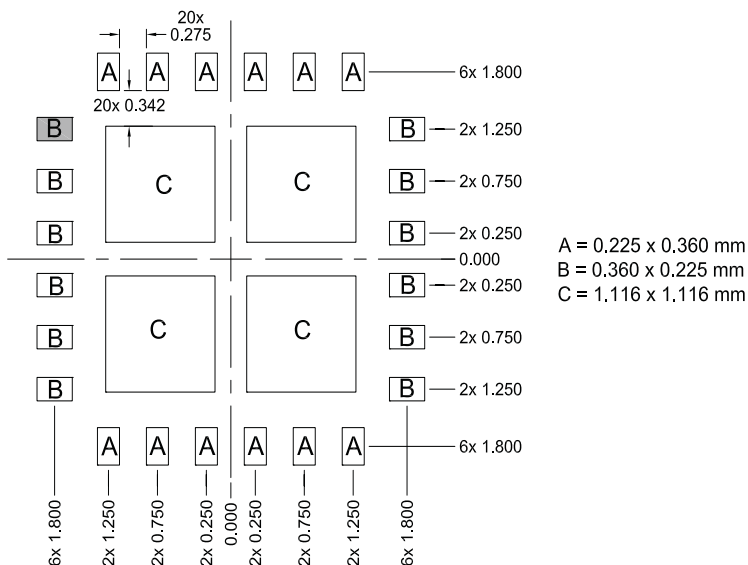 20x
0.275
A A A A A A 6x 1.800
20x 0.342
B B 2x 1.250
B C C B 2x 0.750
B B 2x 0.250
0.000
A = 0.225 x 0.360 mm
B = 0.360 x 0.225 mm
C = 1.116 x 1.116 mm
B B 2x 0.250
B C C B 2x 0.750
B B 2x 1.250
A A A A A A 6x 1.800
6x 1.800
2x 1.250
2x 0.750
2x 0.250
0.000
2x 0.250
2x 0.750
2x 1.250
6x 1.800